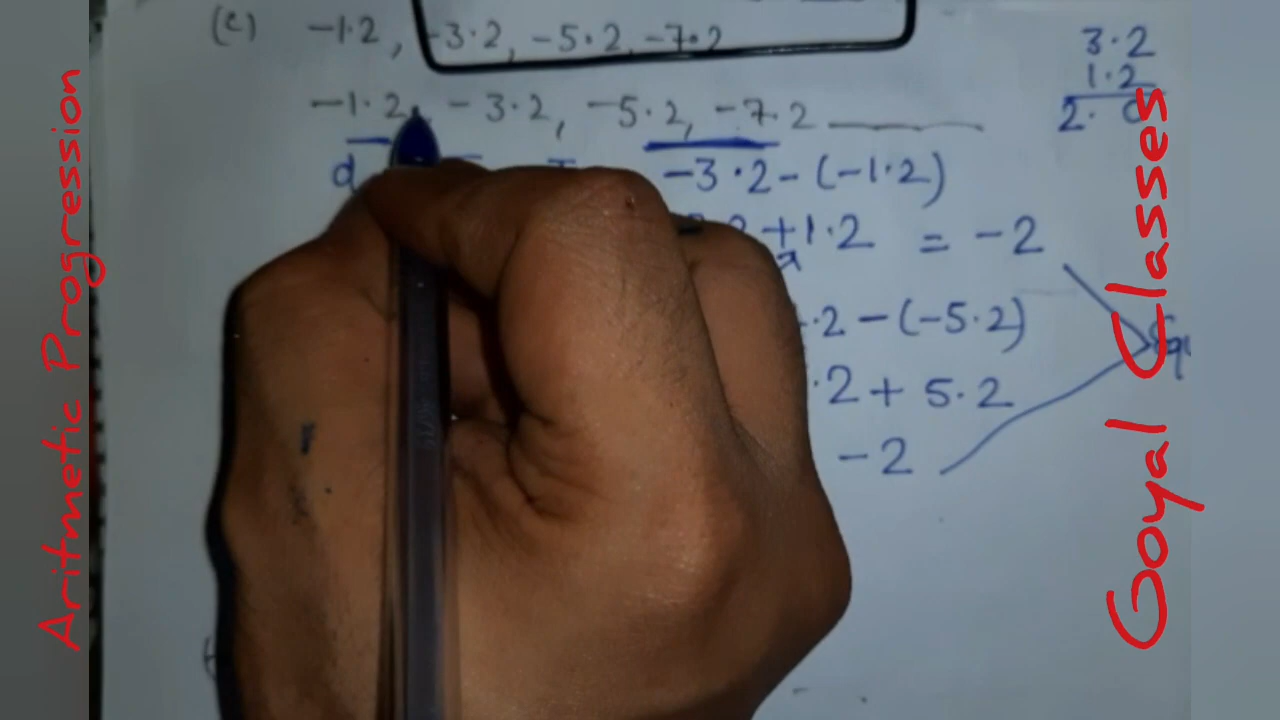 Aritmetic Progression
(c) -1.2, -3.2, -5.2, -7.2
3.2
1.2
2.0
-1.2, -3.2, -5.2, -7.2
d
-3.2-(-1.2)
+1.2 = -2
.2-(-5.2)
.2+5.2
-2
Goyal Classes